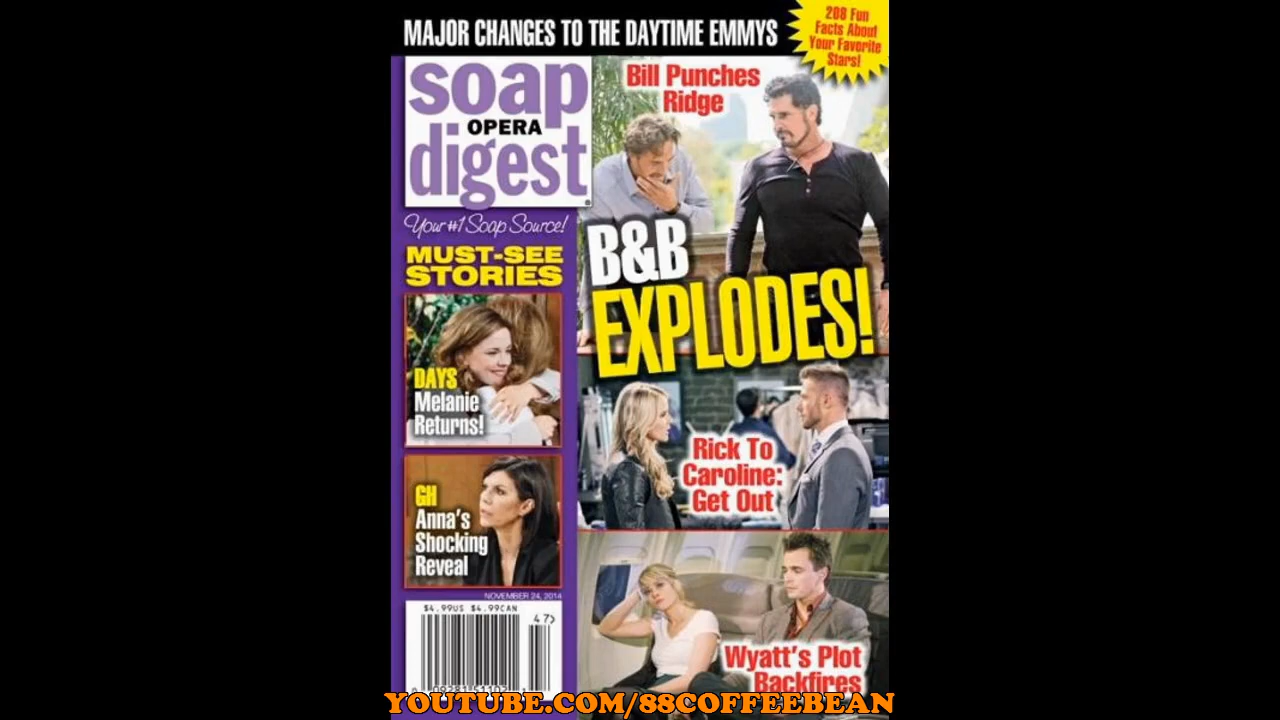 MAJOR CHANGES TO THE DAYTIME EMMYS
208 Fun
Facts About
Your Favorite
Stars!
soap
OPERA
digest
Your #1 Soap Source!
MUST-SEE
STORIES
DAYS
Melanie
Returns!
GH
Anna's
Shocking
Reveal
NOVEMBER 24, 2014
$4.99US $4.99CAN
47>
Bill Punches
Ridge
B&B
EXPLODES!
Rick To
Caroline:
Get Out
Wyatt's Plot
Backfires
YOUTUBE.COM/88COFFEEBEAN